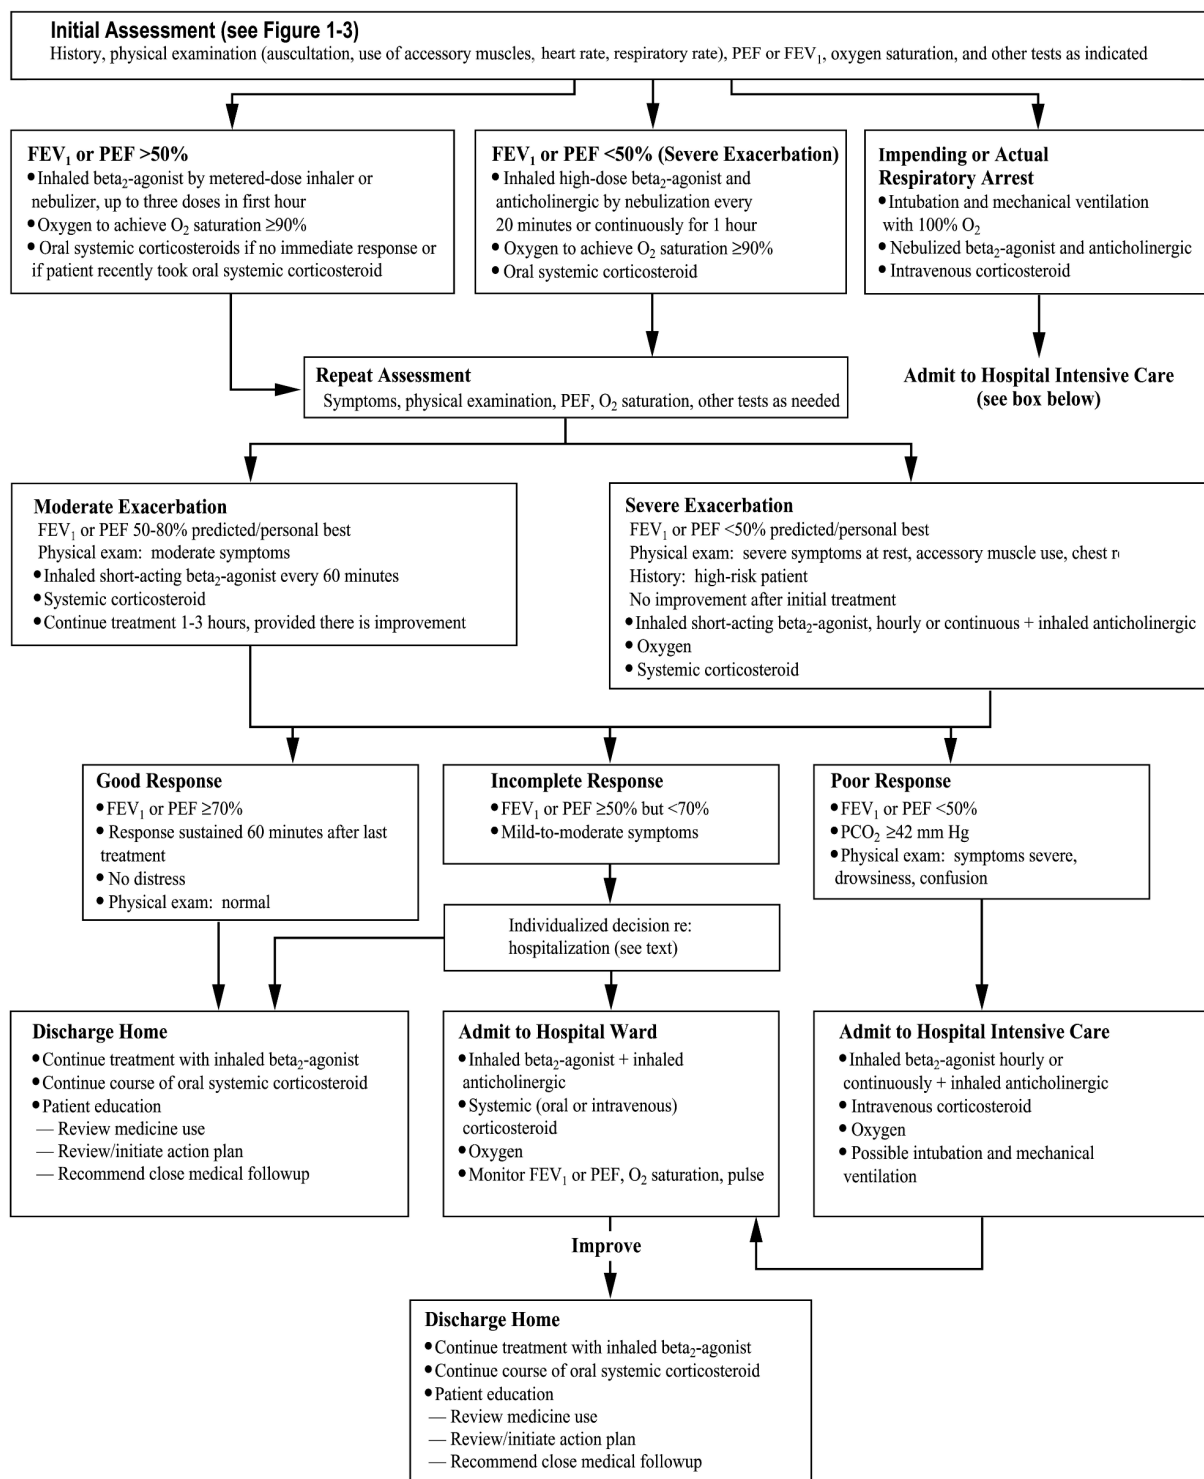 Initial Assessment (see Figure 1-3)
History, physical examination (auscultation, use of accessory muscles, heart rate, respiratory rate), PEF or FEV₁, oxygen saturation, and other tests as indicated
FEV₁ or PEF >50%
• Inhaled beta₂-agonist by metered-dose inhaler or
nebulizer, up to three doses in first hour
• Oxygen to achieve O₂ saturation ≥90%
• Oral systemic corticosteroids if no immediate response or
if patient recently took oral systemic corticosteroid
FEV₁ or PEF <50% (Severe Exacerbation)
• Inhaled high-dose beta₂-agonist and
anticholinergic by nebulization every
20 minutes or continuously for 1 hour
• Oxygen to achieve O₂ saturation ≥90%
• Oral systemic corticosteroid
Impending or Actual
Respiratory Arrest
• Intubation and mechanical ventilation
with 100% O₂
• Nebulized beta₂-agonist and anticholinergic
• Intravenous corticosteroid
Repeat Assessment
Symptoms, physical examination, PEF, O₂ saturation, other tests as needed
Admit to Hospital Intensive Care
(see box below)
Moderate Exacerbation
FEV₁ or PEF 50-80% predicted/personal best
Physical exam: moderate symptoms
• Inhaled short-acting beta₂-agonist every 60 minutes
• Systemic corticosteroid
• Continue treatment 1-3 hours, provided there is improvement
Severe Exacerbation
FEV₁ or PEF <50% predicted/personal best
Physical exam: severe symptoms at rest, accessory muscle use, chest
History: high-risk patient
No improvement after initial treatment
• Inhaled short-acting beta₂-agonist, hourly or continuous + inhaled anticholinergic
• Oxygen
• Systemic corticosteroid
Good Response
• FEV₁ or PEF ≥70%
• Response sustained 60 minutes after last
treatment
• No distress
• Physical exam: normal
Incomplete Response
• FEV₁ or PEF ≥50% but <70%
• Mild-to-moderate symptoms
Poor Response
• FEV₁ or PEF <50%
• PCO₂ ≥42 mm Hg
• Physical exam: symptoms severe,
drowsiness, confusion
Individualized decision re:
hospitalization (see text)
Discharge Home
• Continue treatment with inhaled beta₂-agonist
• Continue course of oral systemic corticosteroid
• Patient education
— Review medicine use
— Review/initiate action plan
— Recommend close medical followup
Admit to Hospital Ward
• Inhaled beta₂-agonist + inhaled
anticholinergic
• Systemic (oral or intravenous)
corticosteroid
• Oxygen
• Monitor FEV₁ or PEF, O₂ saturation, pulse
Admit to Hospital Intensive Care
• Inhaled beta₂-agonist hourly or
continuously + inhaled anticholinergic
• Intravenous corticosteroid
• Oxygen
• Possible intubation and mechanical
ventilation
Improve
Discharge Home
• Continue treatment with inhaled beta₂-agonist
• Continue course of oral systemic corticosteroid
• Patient education
— Review medicine use
— Review/initiate action plan
— Recommend close medical followup